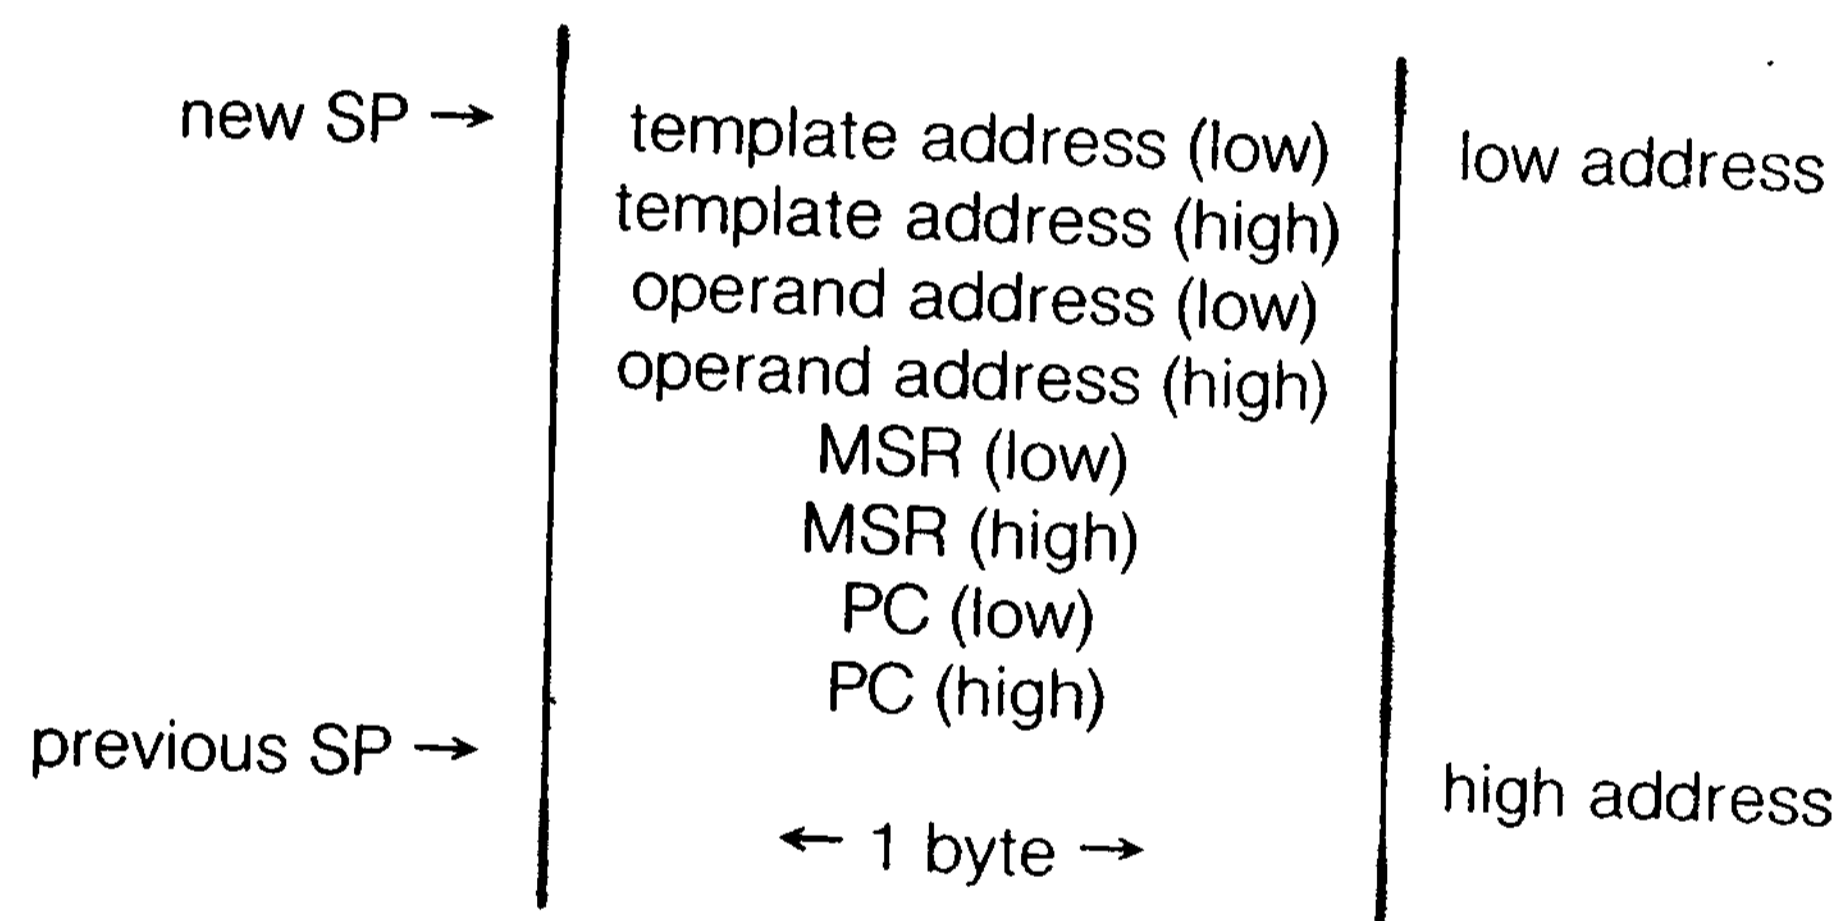 new SP → template address (low) low address
template address (high)
operand address (low)
operand address (high)
MSR (low)
MSR (high)
PC (low)
PC (high)
previous SP → high address
← 1 byte →